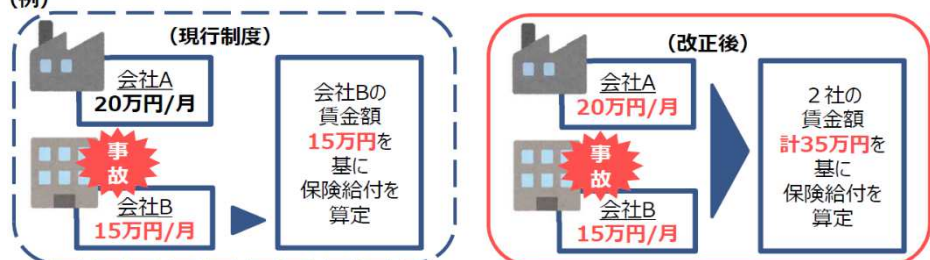 (例)
(現行制度)
会社A
20万円/月
事
故
会社B
15万円/月
会社Bの
賃金額
15万円を
基に
保険給付を
算定
(改正後)
会社A
20万円/月
事
故
会社B
15万円/月
2社の
賃金額
計35万円を
基に
保険給付を
算定